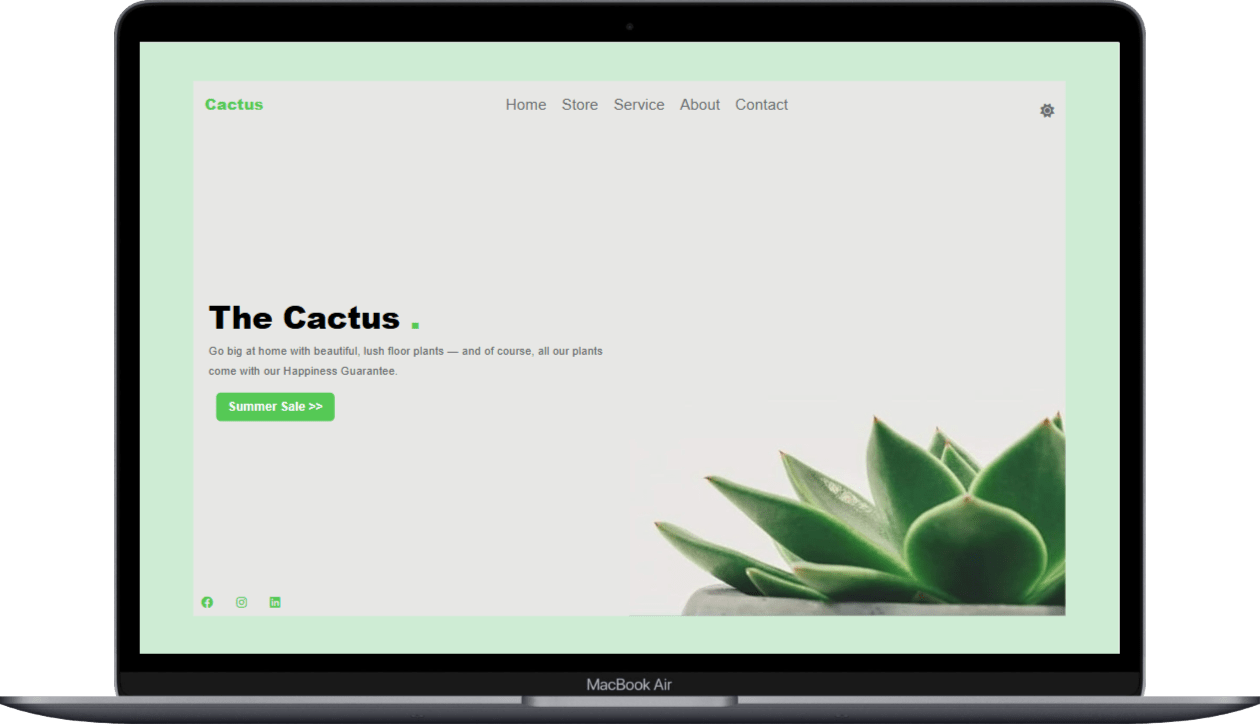 Cactus
Home Store Service About Contact
The Cactus .
Go big at home with beautiful, lush floor plants — and of course, all our plants
come with our Happiness Guarantee.
Summer Sale >>
MacBook Air